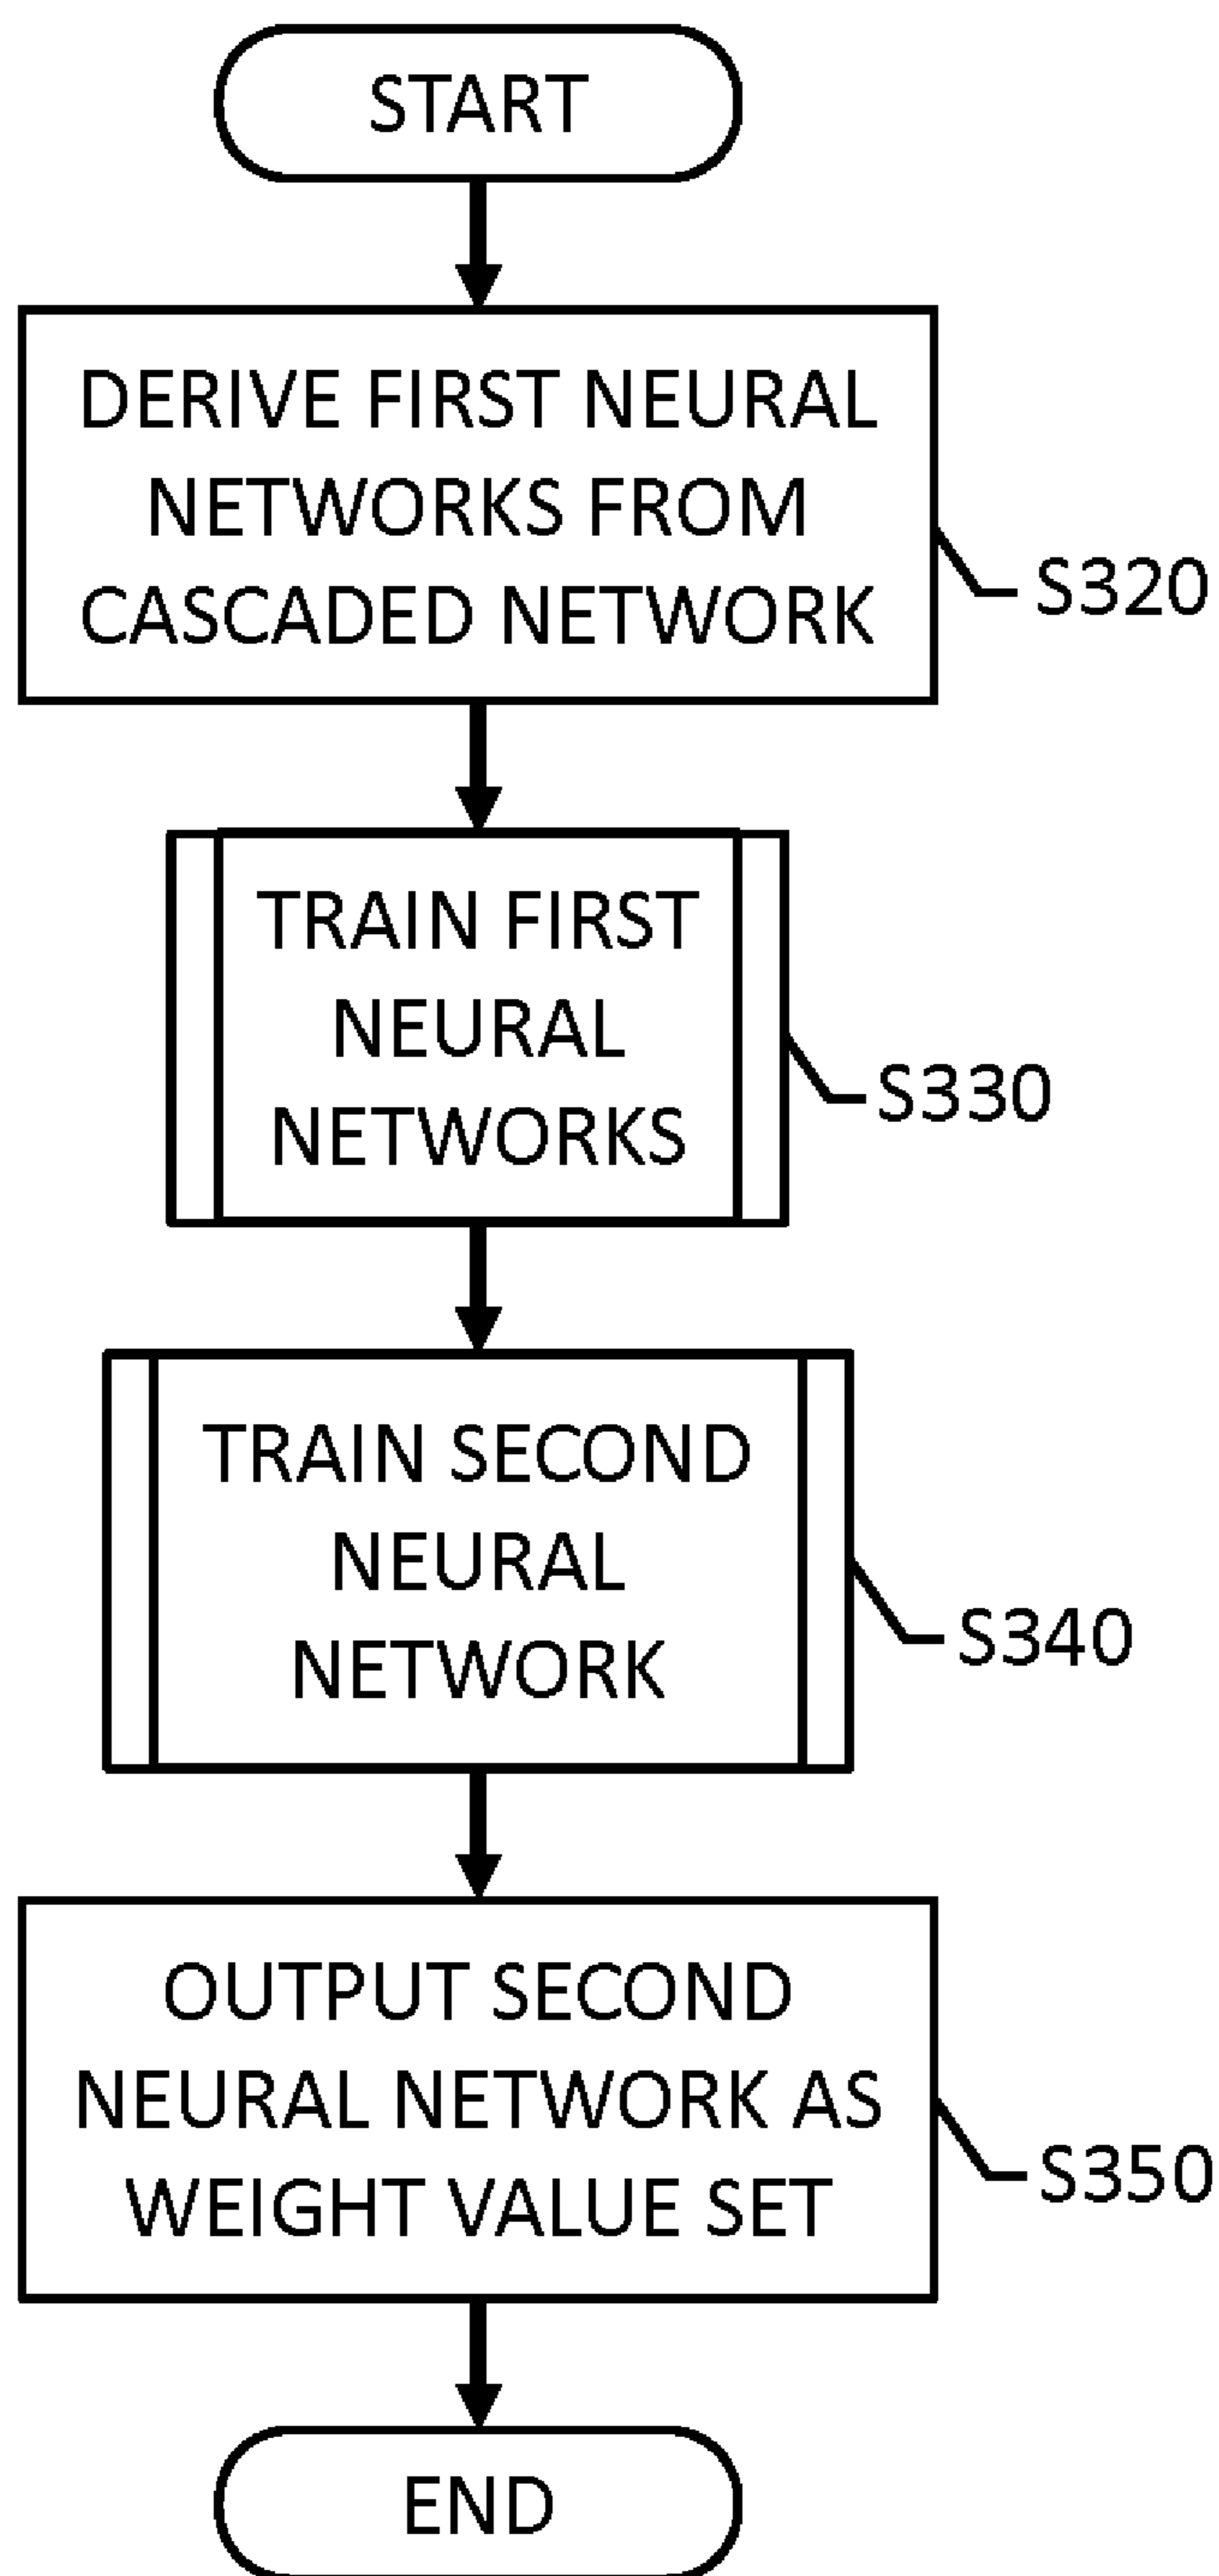 START
DERIVE FIRST NEURAL
NETWORKS FROM
CASCADED NETWORK
S320
TRAIN FIRST
NEURAL
NETWORKS
S330
TRAIN SECOND
NEURAL
NETWORK
S340
OUTPUT SECOND
NEURAL NETWORK AS
WEIGHT VALUE SET
S350
END